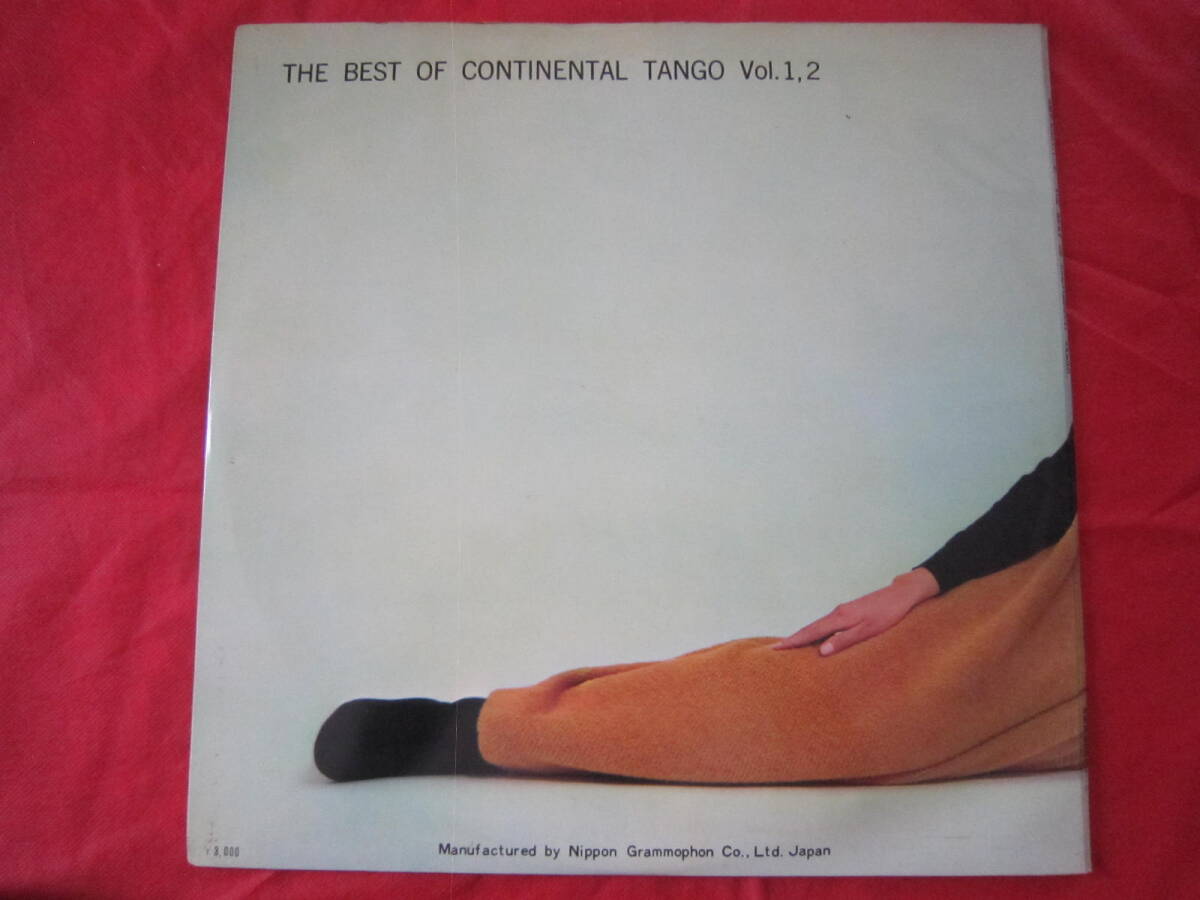 THE BEST OF CONTINENTAL TANGO Vol.1,2
¥3,000
Manufactured by Nippon Grammophon Co., Ltd. Japan